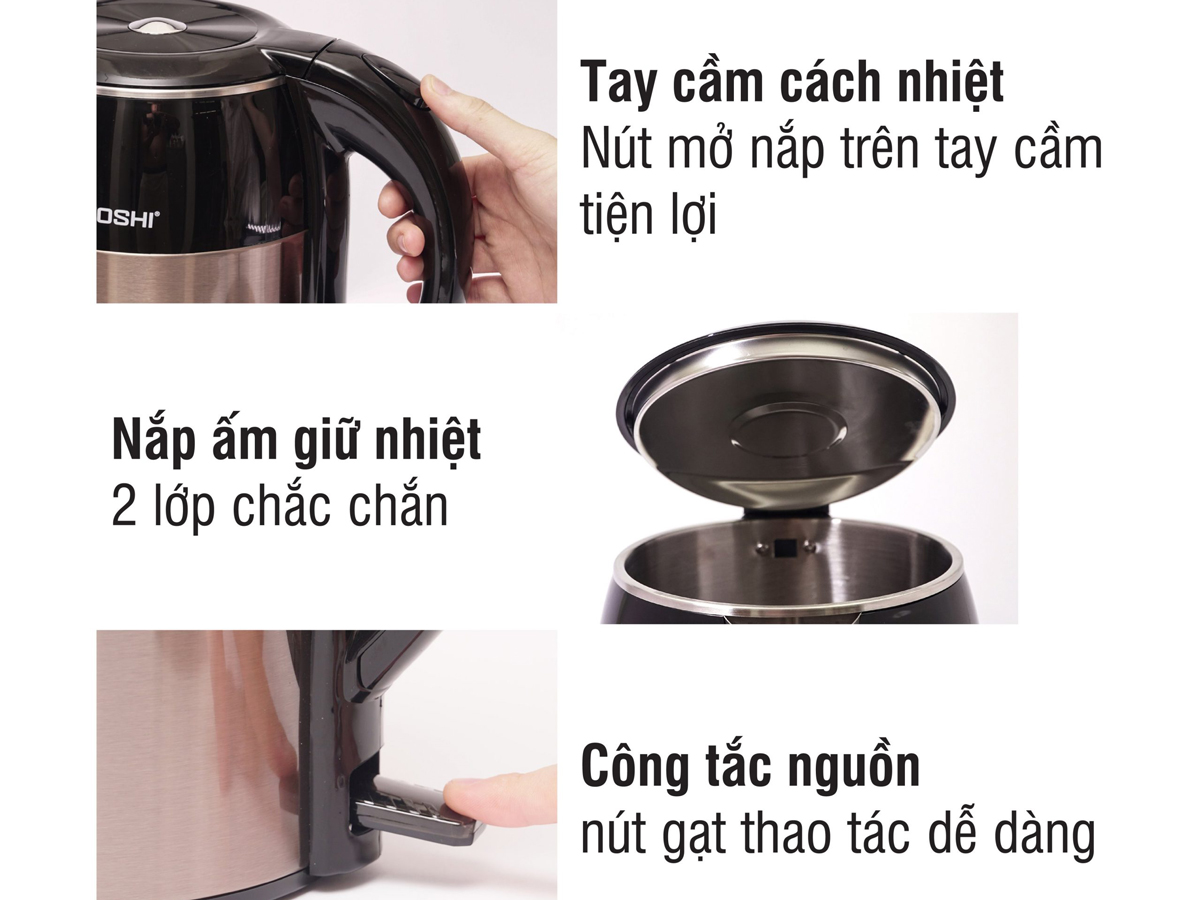 Tay cầm cách nhiệt
Nút mở nắp trên tay cầm
tiện lợi
OSHI®
Nắp ấm giữ nhiệt
2 lớp chắc chắn
Công tắc nguồn
nút gạt thao tác dễ dàng